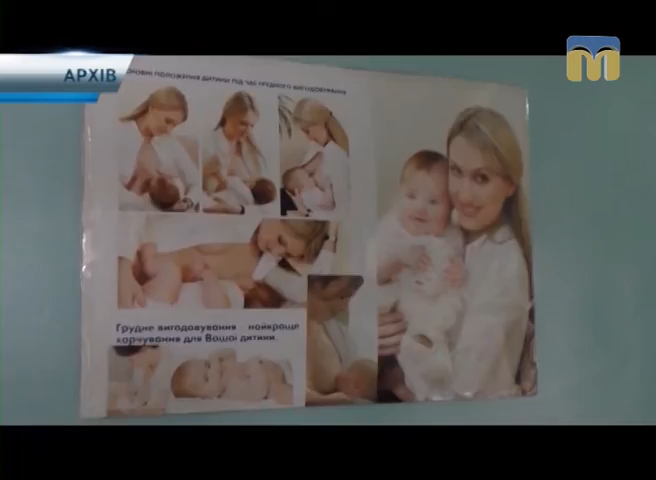 АРХІВ
ПОЛОЖЕННЯ ДИТИНИ ПІД ЧАС ГРУДНОГО ВИГОДОВУВАННЯ
Грудне вигодовування найкраще
харчування для Вашої дитини.
M